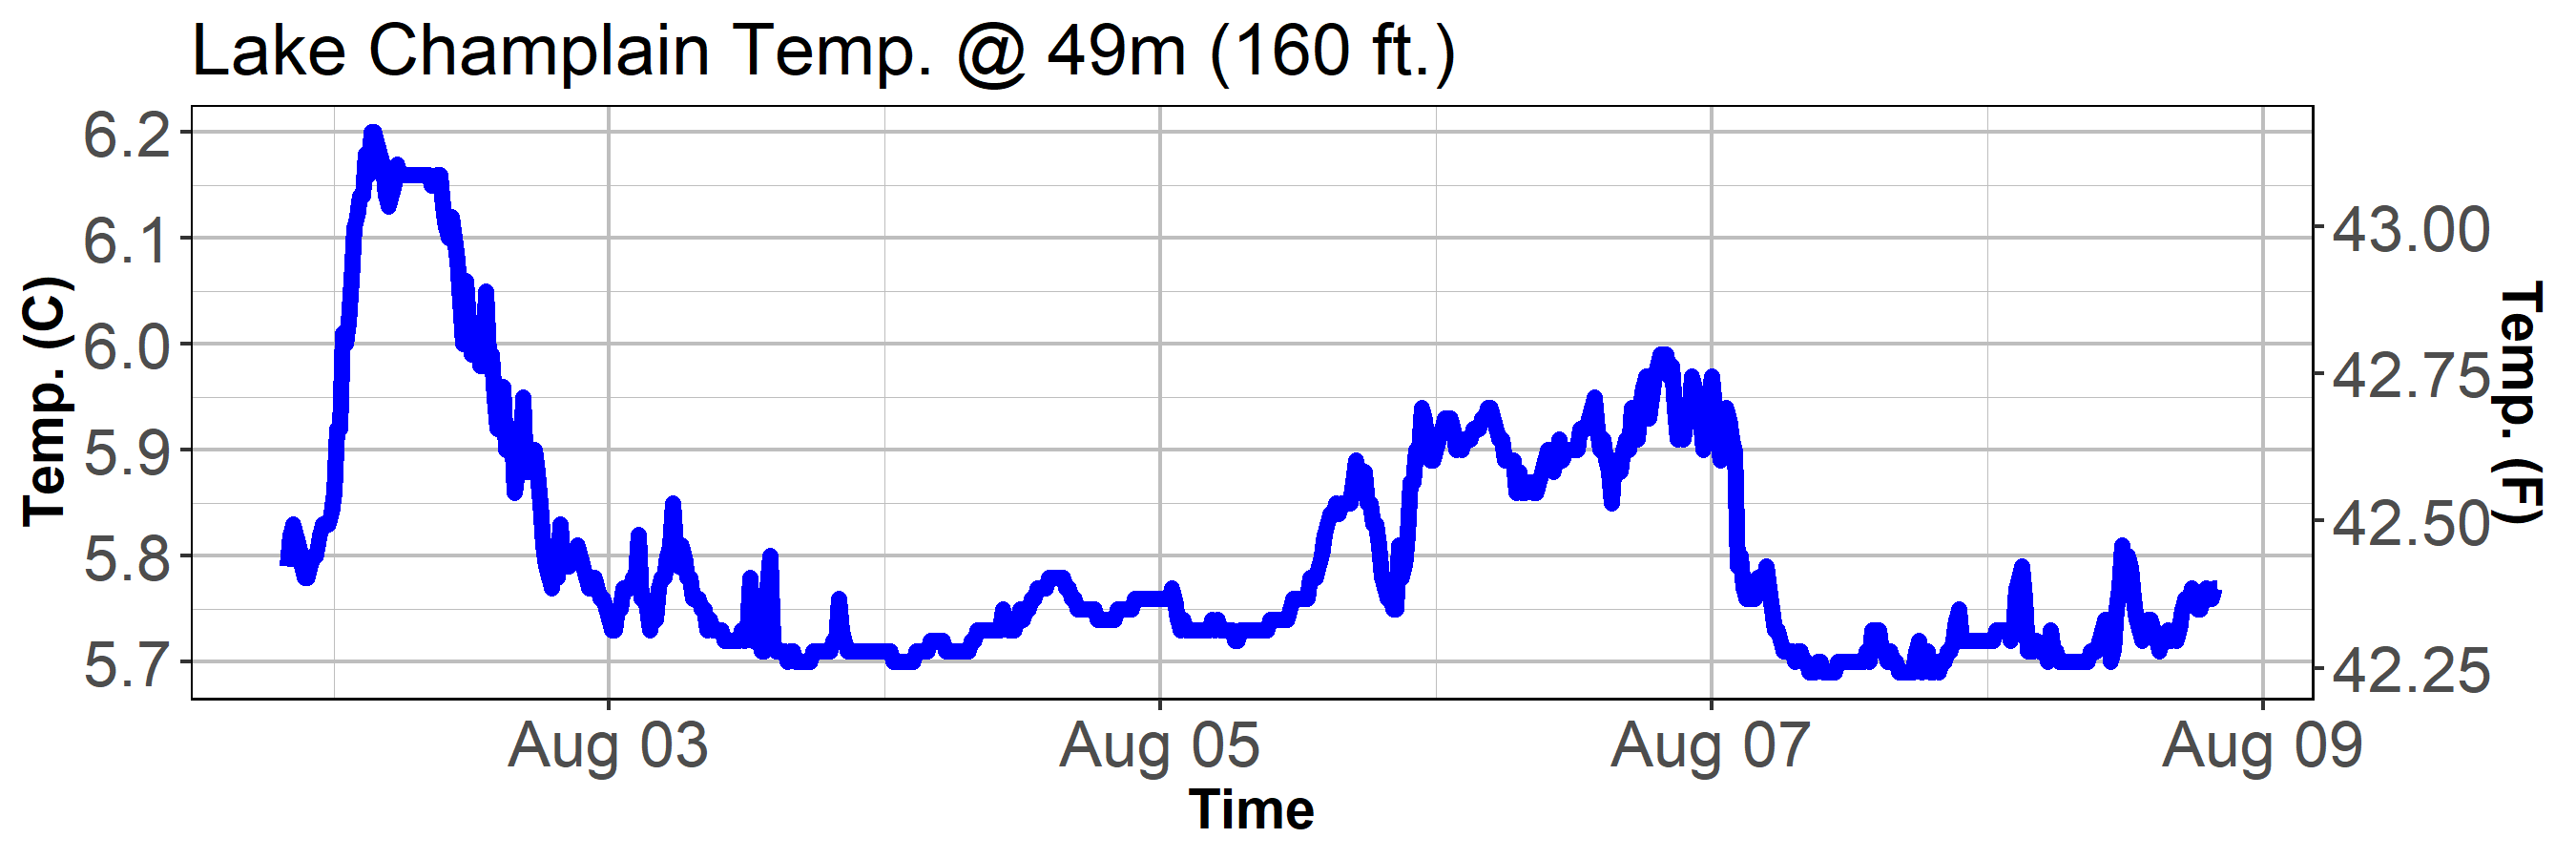 Lake Champlain Temp. @ 49m (160 ft.)
Temp. (C)
6.2
6.1
6.0
5.9
5.8
5.7
43.00
42.75
42.50
42.25
Temp. (F)
Aug 03 Aug 05 Aug 07 Aug 09
Time